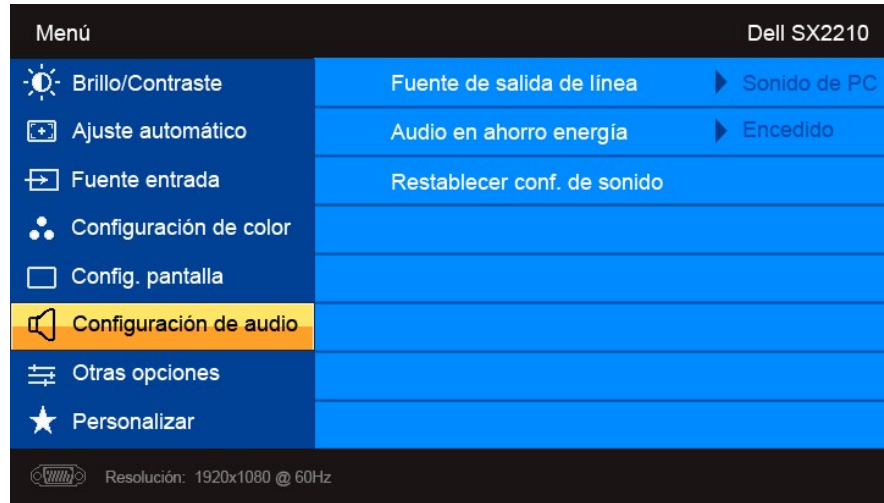 Menú
Dell SX2210
Brillo/Contraste
Ajuste automático
Fuente entrada
Configuración de color
Config. pantalla
Configuración de audio
Otras opciones
Personalizar
Fuente de salida de línea
Sonido de PC
Audio en ahorro energía
Encedido
Restablecer conf. de sonido
Resolución: 1920x1080 @ 60Hz